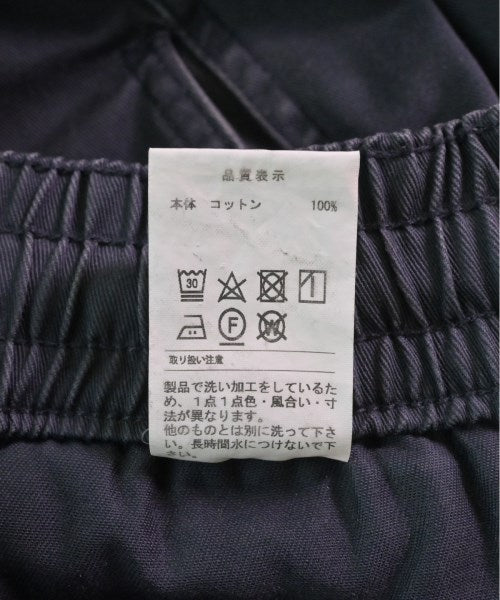 品質表示
本体 コットン 100%
30
F W
取り扱い注意
製品で洗い加工をしているた
め、1点1点色・風合い・寸
法が異なります。
他のものとは別に洗って下さ
い。長時間水につけないで下
さい。